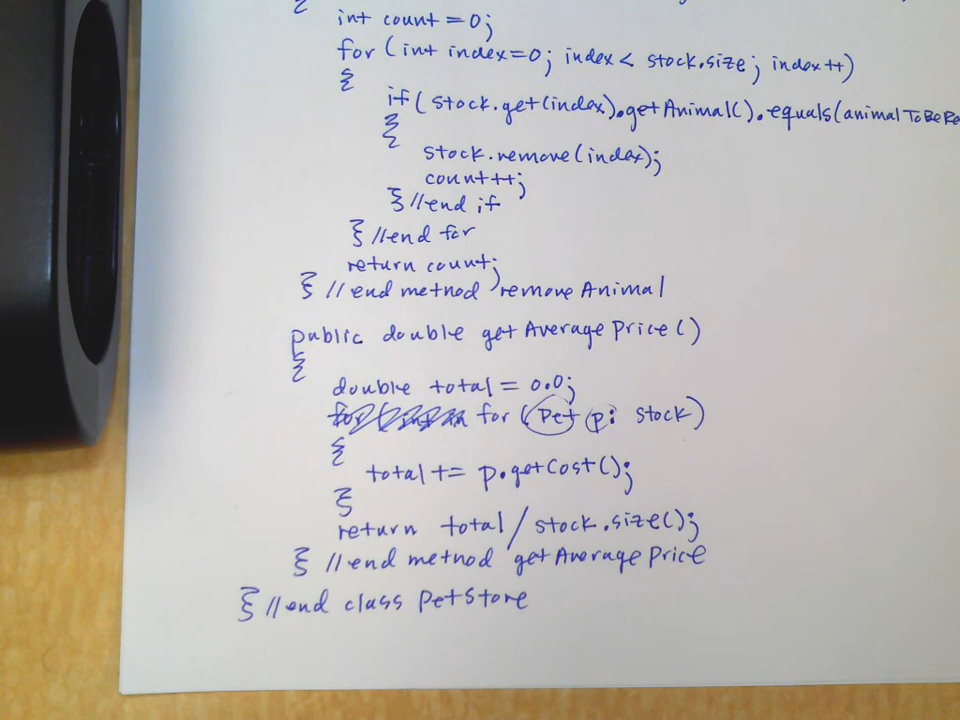 {
int count = 0;
for (int index=0; index < stock.size; index++)
{
if( stock.get(index).getAnimal().equals(animalToBeRe
{
stock.remove(index);
count++;
} //end if
} //end for
return count;
} // end method removeAnimal
public double getAveragePrice()
{
double total = 0.0;
for (Pet p: stock)
{
total += p.getCost();
}
return total / stock.size();
} // end method getAveragePrice
} //end class PetStore